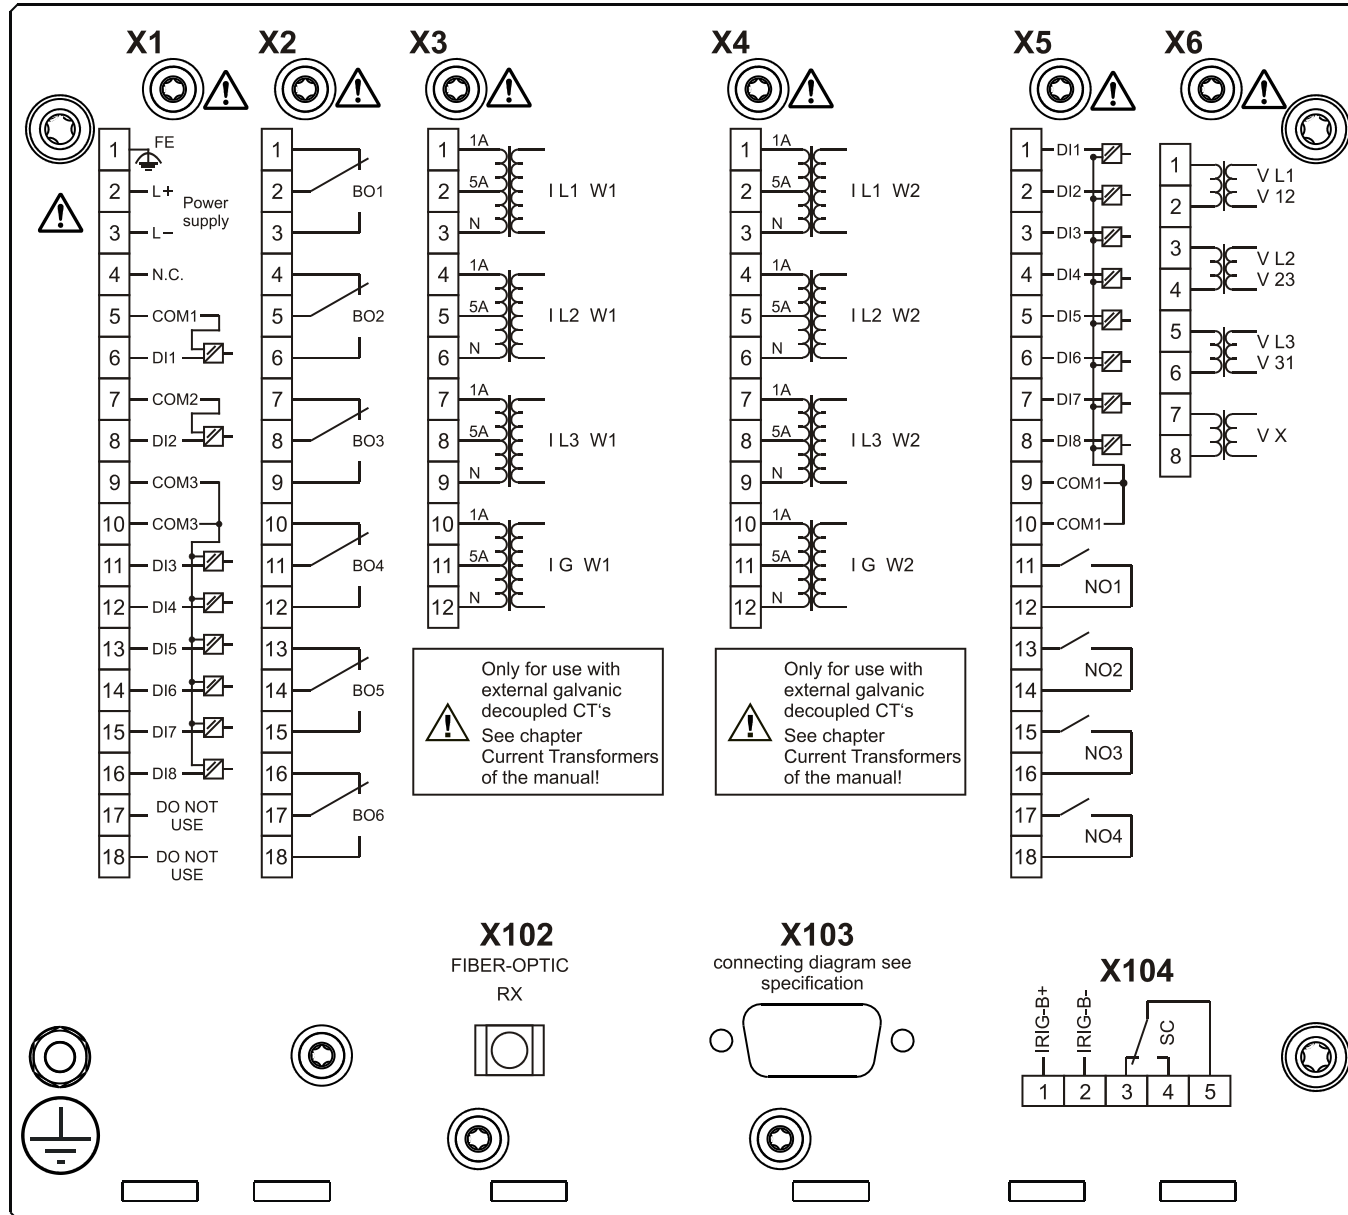 X1 X2 X3 X4 X5 X6
1 FE
2 L+
Power
supply
3 L−
4 N.C.
5 COM1
6 DI1
7 COM2
8 DI2
9 COM3
10 COM3
11 DI3
12 DI4
13 DI5
14 DI6
15 DI7
16 DI8
17 DO NOT
USE
18 DO NOT
USE
1
2 BO1
3
4
5 BO2
6
7
8 BO3
9
10
11 BO4
12
13
14 BO5
15
16
17 BO6
18
1 1A
2 5A I L1 W1
3 N
4 1A
5 5A I L2 W1
6 N
7 1A
8 5A I L3 W1
9 N
10 1A
11 5A I G W1
12 N
Only for use with
external galvanic
decoupled CT's
See chapter
Current Transformers
of the manual!
1 1A
2 5A I L1 W2
3 N
4 1A
5 5A I L2 W2
6 N
7 1A
8 5A I L3 W2
9 N
10 1A
11 5A I G W2
12 N
Only for use with
external galvanic
decoupled CT's
See chapter
Current Transformers
of the manual!
1 DI1
2 DI2
3 DI3
4 DI4
5 DI5
6 DI6
7 DI7
8 DI8
9 COM1
10 COM1
11
NO1
12
13
NO2
14
15
NO3
16
17
NO4
18
1 V L1
2 V 12
3 V L2
4 V 23
5 V L3
6 V 31
7
V X
8
X102
FIBER-OPTIC
RX
X103
connecting diagram see
specification
X104
IRIG-B+
IRIG-B-
SC
1 2 3 4 5